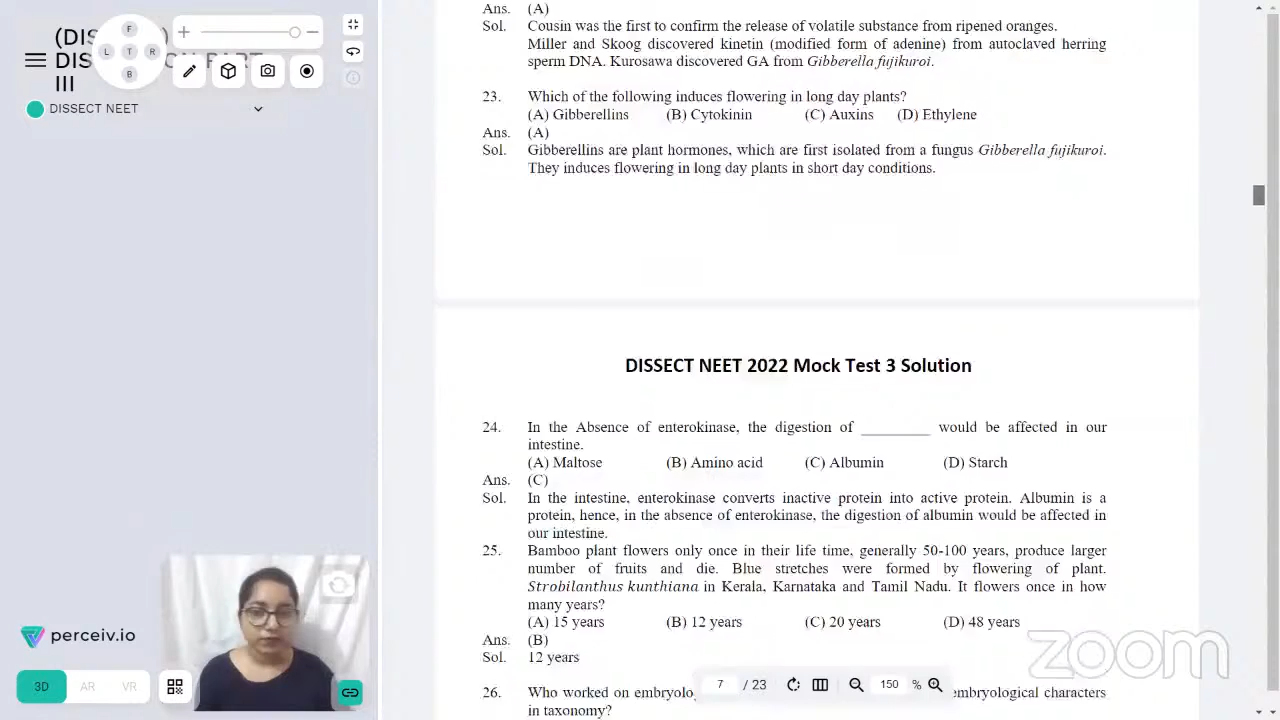 (DIS
DIS
III
DISSECT NEET
F
L T R
B
Ans. (A)
Sol. Cousin was the first to confirm the release of volatile substance from ripened oranges.
Miller and Skoog discovered kinetin (modified form of adenine) from autoclaved herring
sperm DNA. Kurosawa discovered GA from Gibberella fujikuroi.
23. Which of the following induces flowering in long day plants?
(A) Gibberellins (B) Cytokinin (C) Auxins (D) Ethylene
Ans. (A)
Sol. Gibberellins are plant hormones, which are first isolated from a fungus Gibberella fujikuroi.
They induces flowering in long day plants in short day conditions.
DISSECT NEET 2022 Mock Test 3 Solution
24. In the Absence of enterokinase, the digestion of ________ would be affected in our
intestine.
(A) Maltose (B) Amino acid (C) Albumin (D) Starch
Ans. (C)
Sol. In the intestine, enterokinase converts inactive protein into active protein. Albumin is a
protein, hence, in the absence of enterokinase, the digestion of albumin would be affected in
our intestine.
25. Bamboo plant flowers only once in their life time, generally 50-100 years, produce larger
number of fruits and die. Blue stretches were formed by flowering of plant.
Strobilanthus kunthiana in Kerala, Karnataka and Tamil Nadu. It flowers once in how
many years?
(A) 15 years (B) 12 years (C) 20 years (D) 48 years
Ans. (B)
Sol. 12 years
26. Who worked on embryolo embryological characters
in taxonomy?
7 / 23 150 %
perceiv.io
3D AR VR
zoom